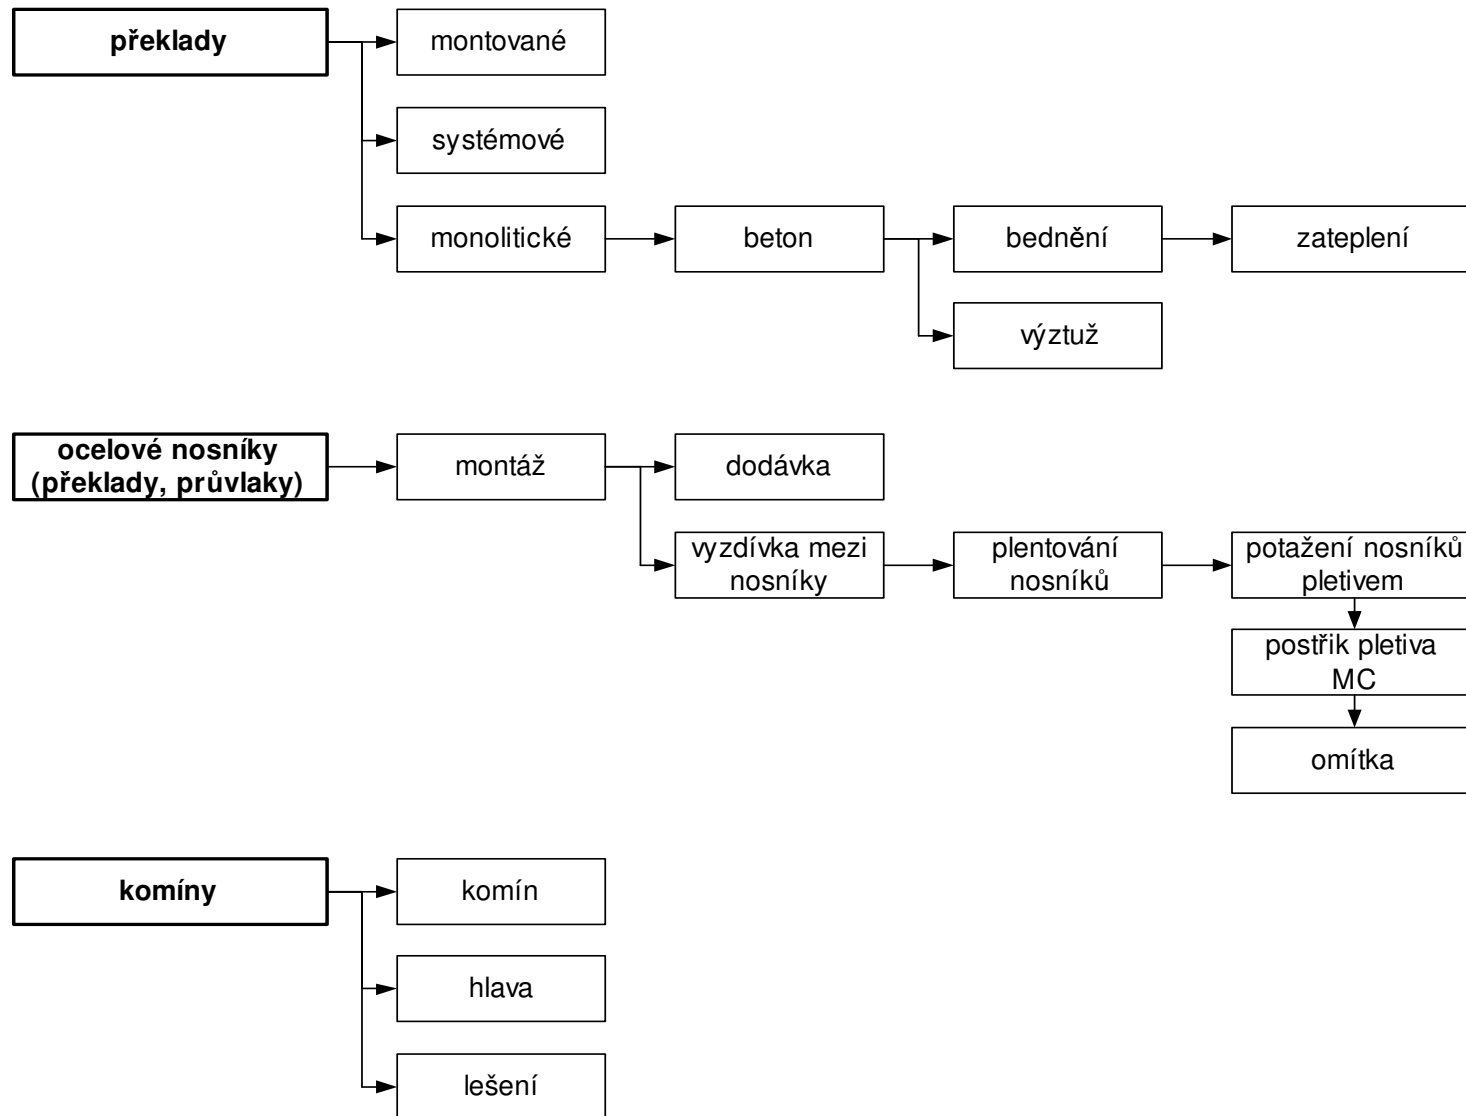 překlady
montované
systémové
monolitické
beton
bednění
zateplení
výztuž
ocelové nosníky
(překlady, průvlaky)
montáž
dodávka
vyzdívka mezi
nosníky
plentování
nosníků
potažení nosníků
pletivem
postřik pletiva
MC
omítka
komíny
komín
hlava
lešení